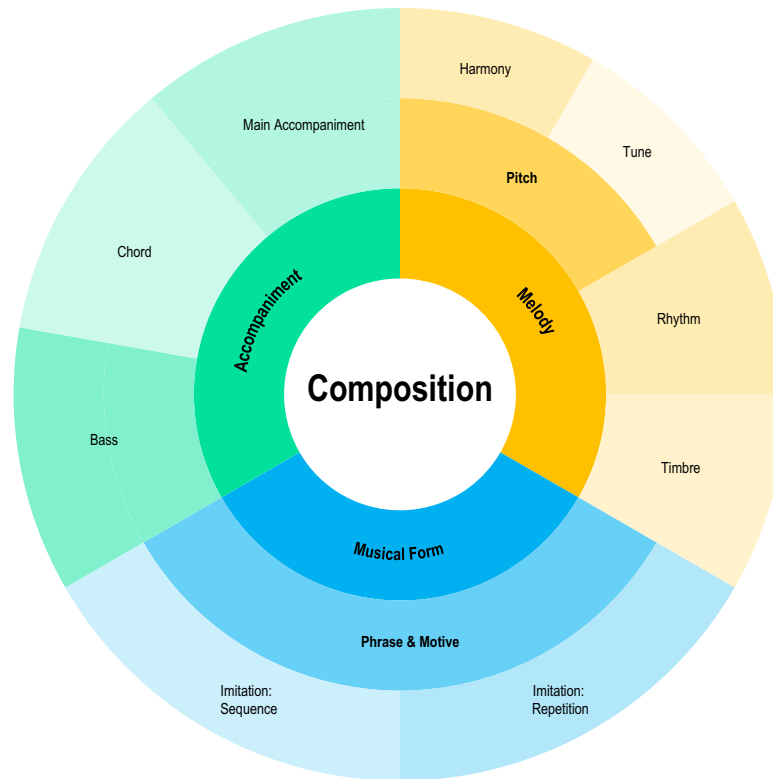 Harmony
Main Accompaniment
Tune
Pitch
Chord
Accompaniment
Melody
Rhythm
Composition
Bass
Timbre
Musical Form
Phrase & Motive
Imitation:
Sequence
Imitation:
Repetition